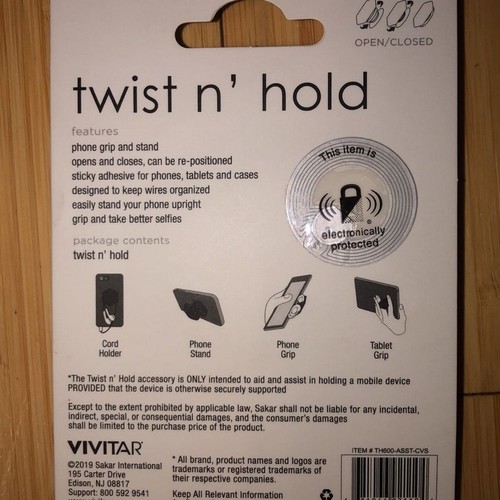 OPEN/CLOSED
twist n' hold
features
phone grip and stand
opens and closes, can be re-positioned
sticky adhesive for phones, tablets and cases
designed to keep wires organized
easily stand your phone upright
grip and take better selfies
This item is
electronically
protected
package contents
twist n' hold
Cord
Holder
Phone
Stand
Phone
Grip
Tablet
Grip
*The Twist n' Hold accessory is ONLY intended to aid and assist in holding a mobile device
PROVIDED that the device is otherwise securely supported
Except to the extent prohibited by applicable law, Sakar shall not be liable for any incidental,
indirect, special, or consequential damages, and the consumer's damages
shall be limited to the purchase price of the product.
VIVITAR
©2019 Sakar International
195 Carter Drive
Edison, NJ 08817
Support: 800 592 9541
* All brand, product names and logos are
trademarks or registered trademarks of
their respective companies.
Keep All Relevant Information
ITEM # TH600-ASST-CVS